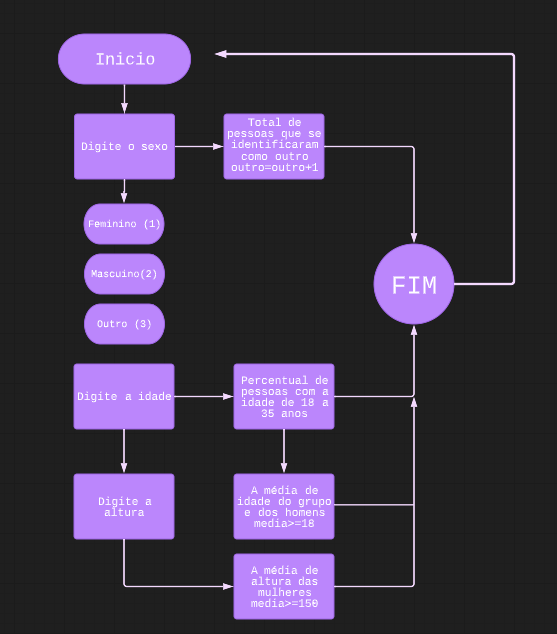 Inicio
Digite o sexo
Total de
pessoas que se
identificaram
como outro
outro=outro+1
Feminino (1)
Mascuino(2)
Outro (3)
FIM
Digite a idade
Percentual de
pessoas com a
idade de 18 a
35 anos
Digite a
altura
A média de
idade do grupo
e dos homens
media>=18
A média de
altura das
mulheres
media>=150